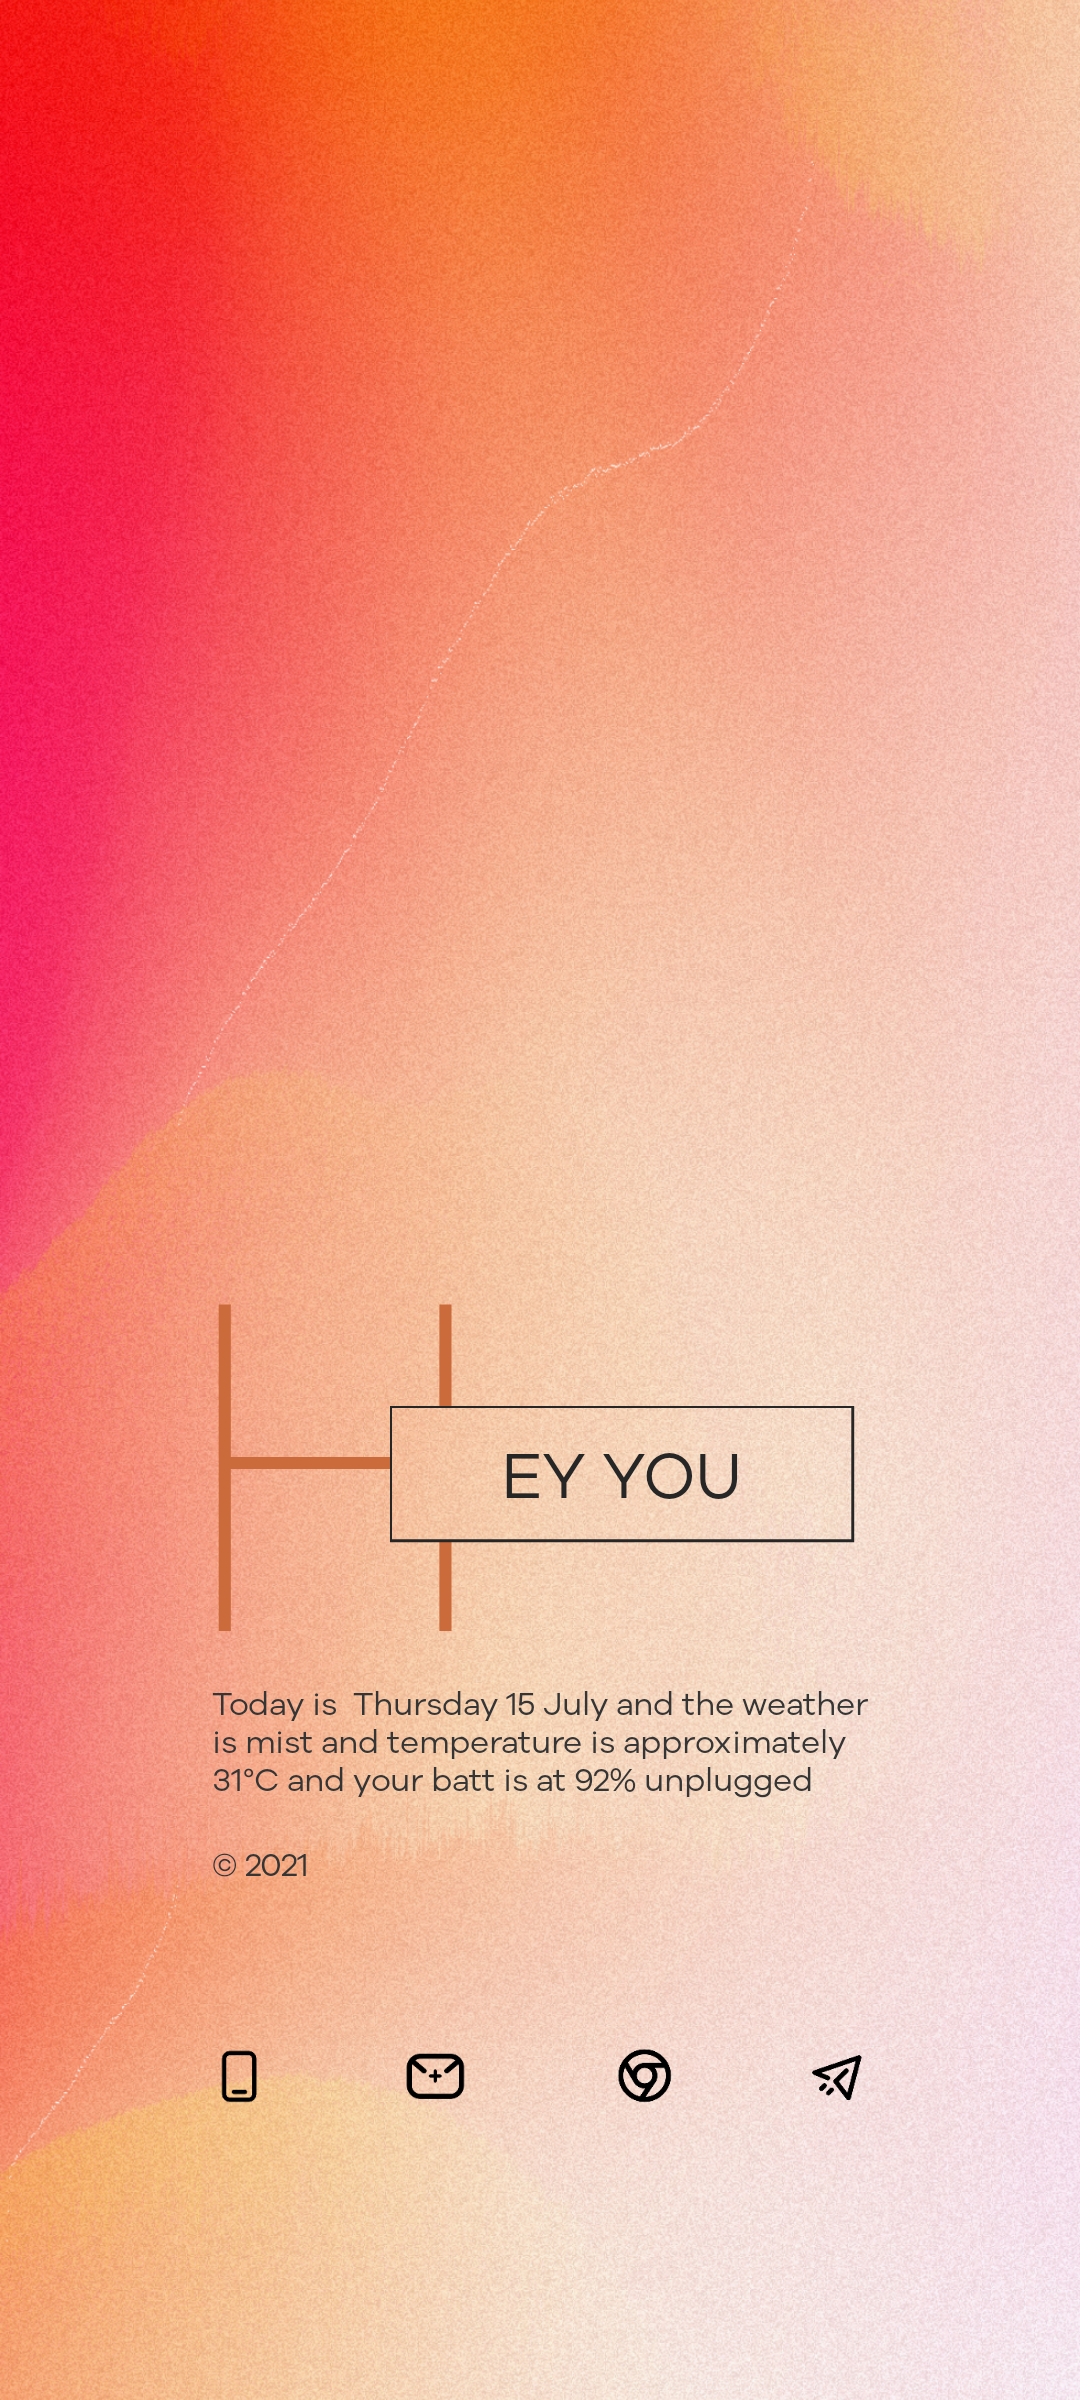 HEY YOU
Today is  Thursday 15 July and the weather
is mist and temperature is approximately
31°C and your batt is at 92% unplugged
© 2021